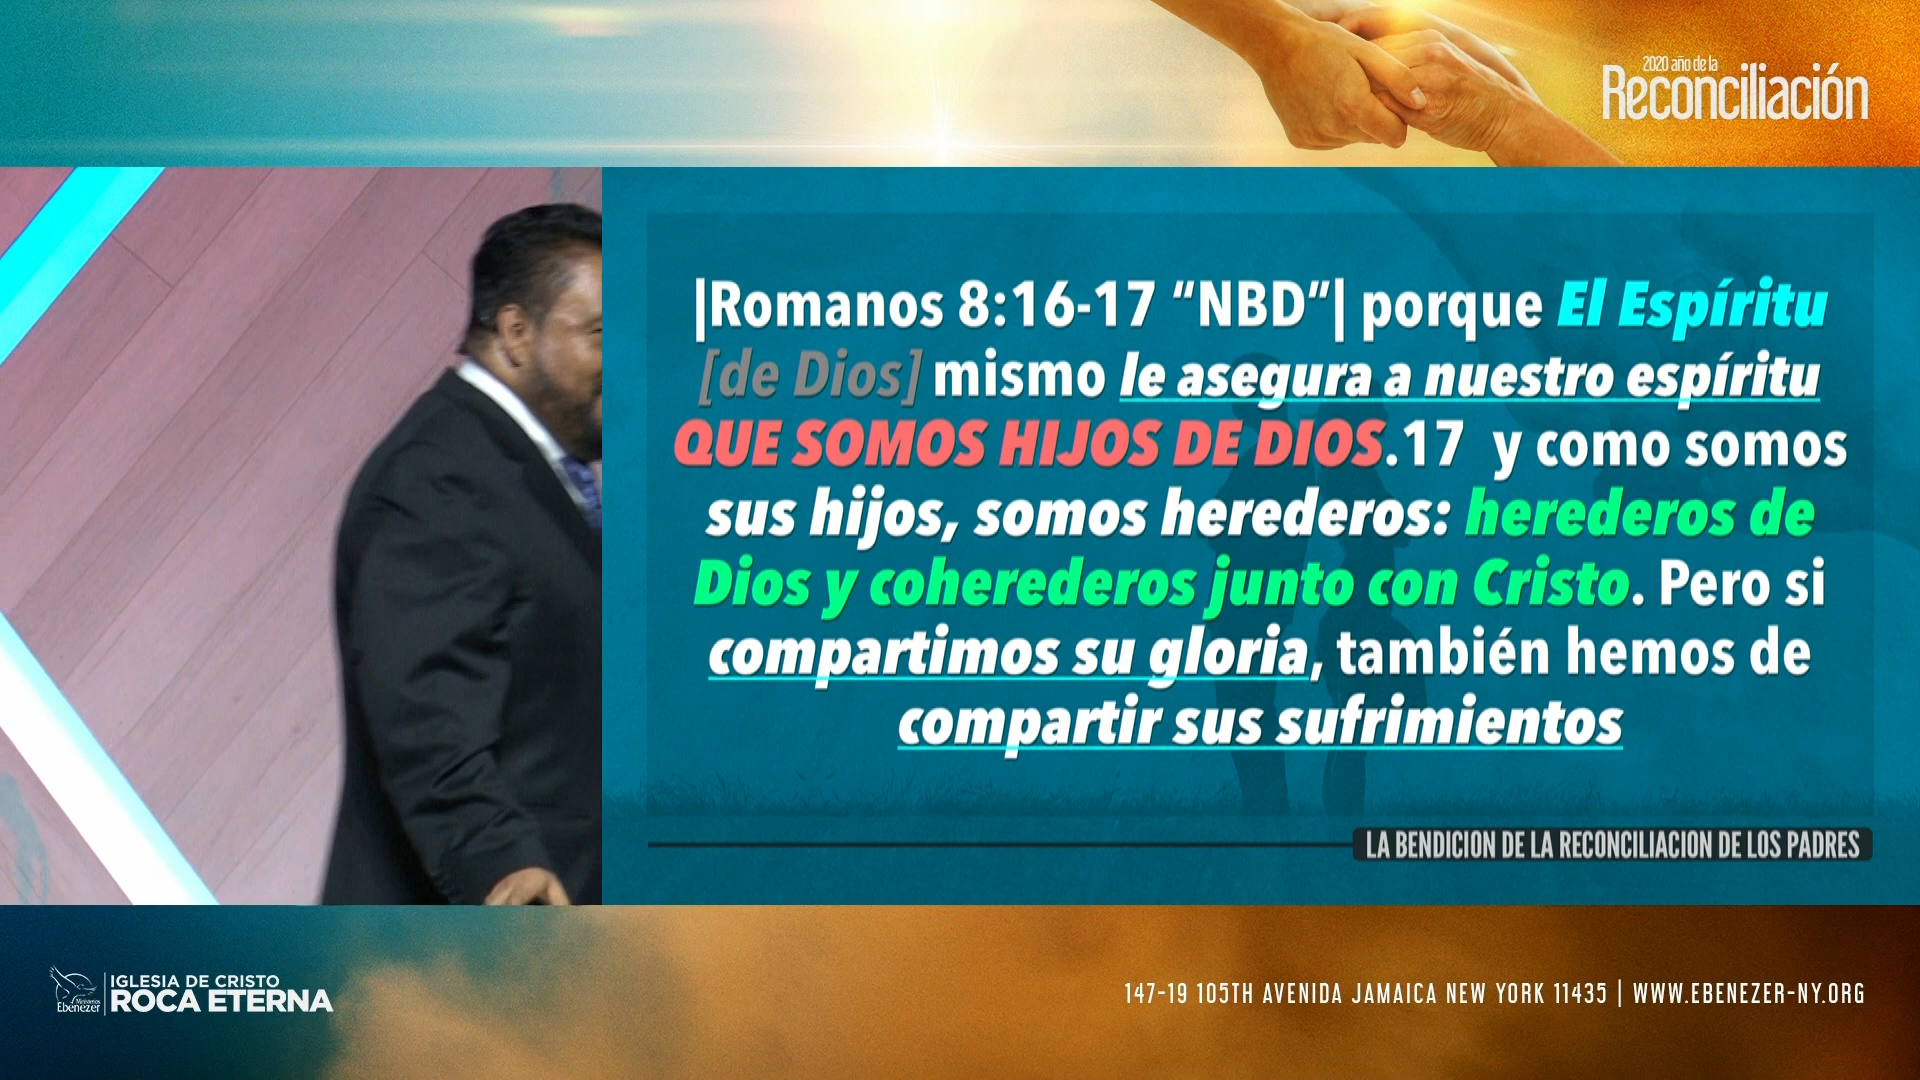 2020 año de la
Reconciliación
|Romanos 8:16-17 “NBD”| porque El Espíritu
[de Dios] mismo le asegura a nuestro espíritu
QUE SOMOS HIJOS DE DIOS.17 y como somos
sus hijos, somos herederos: herederos de
Dios y coherederos junto con Cristo. Pero si
compartimos su gloria, también hemos de
compartir sus sufrimientos
LA BENDICION DE LA RECONCILIACION DE LOS PADRES
Ministerios
Ebenezer
IGLESIA DE CRISTO
ROCA ETERNA
147-19 105TH AVENIDA JAMAICA NEW YORK 11435 | WWW.EBENEZER-NY.ORG